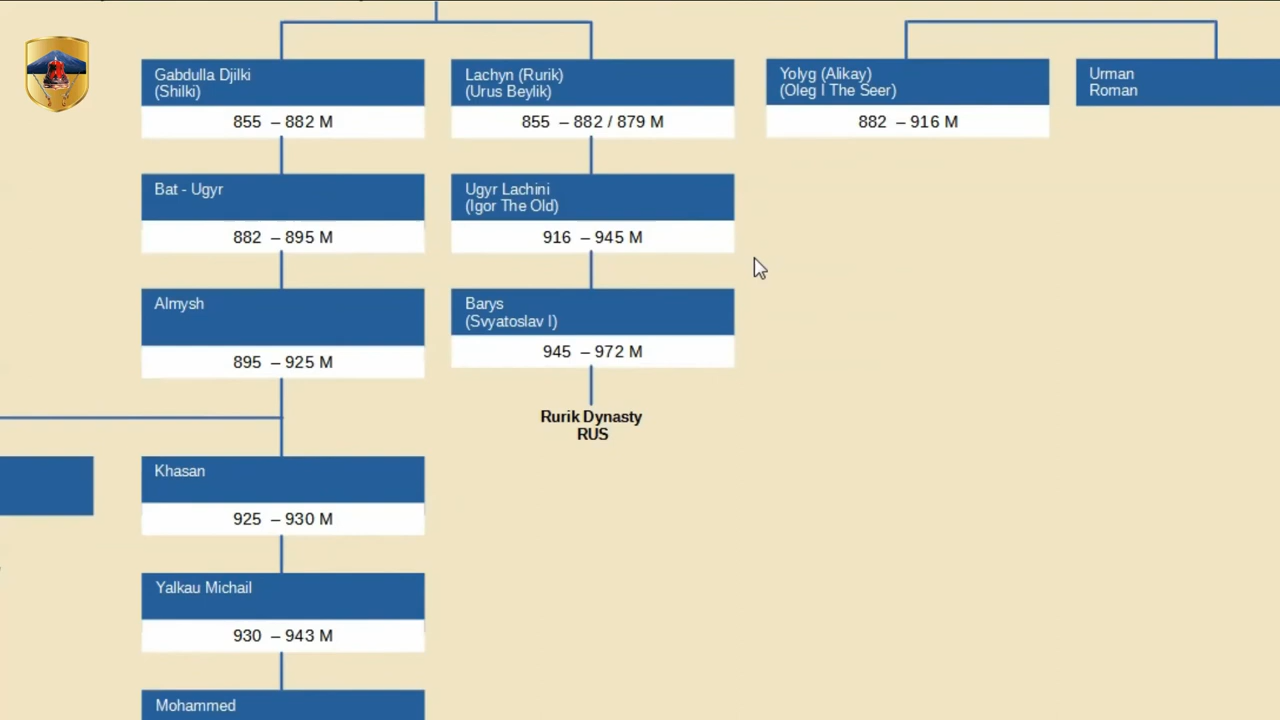 Gabdulla Djilki
(Shilki)
855 – 882 M
Lachyn (Rurik)
(Urus Beylik)
855 – 882 / 879 M
Yolyg (Alikay)
(Oleg I The Seer)
882 – 916 M
Urman
Roman
Bat - Ugyr
882 – 895 M
Ugyr Lachini
(Igor The Old)
916 – 945 M
Almysh
895 – 925 M
Barys
(Svyatoslav I)
945 – 972 M
Rurik Dynasty
RUS
Khasan
925 – 930 M
Yalkau Michail
930 – 943 M
Mohammed